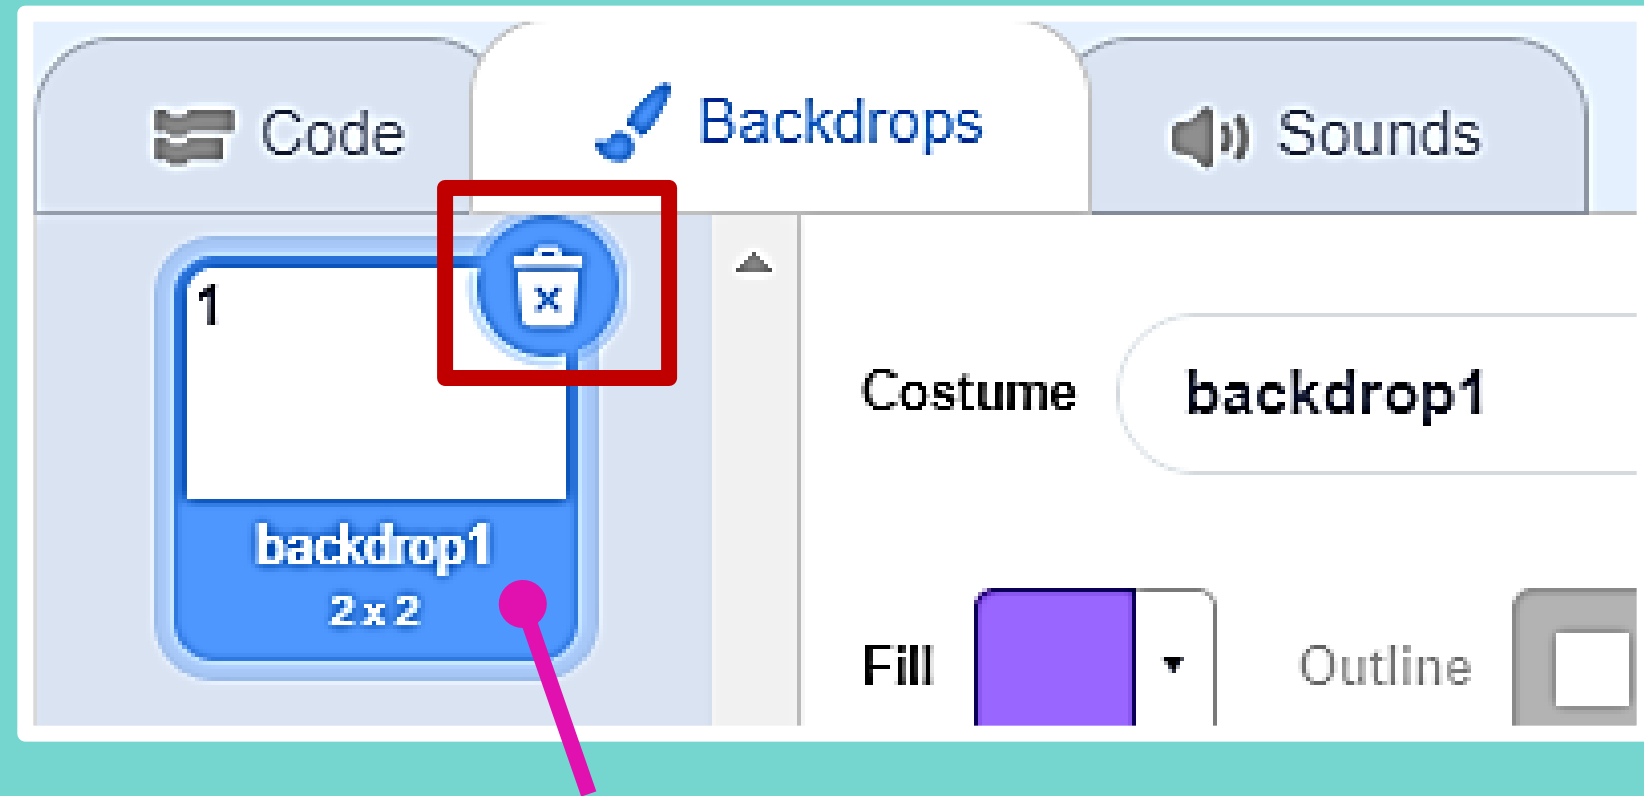 Code
Backdrops
Sounds
1
backdrop1
2 x 2
Costume
backdrop1
Fill
Outline